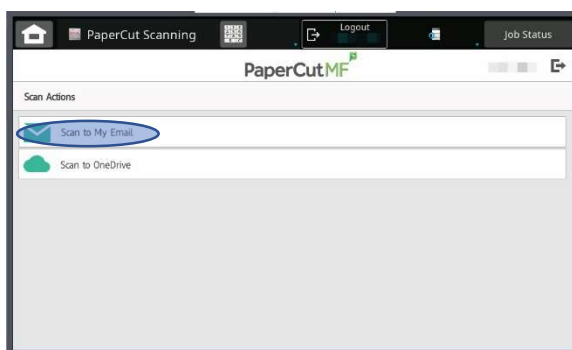 PaperCut Scanning
Logout
Job Status
PaperCutMF
Scan Actions
Scan to My Email
Scan to OneDrive